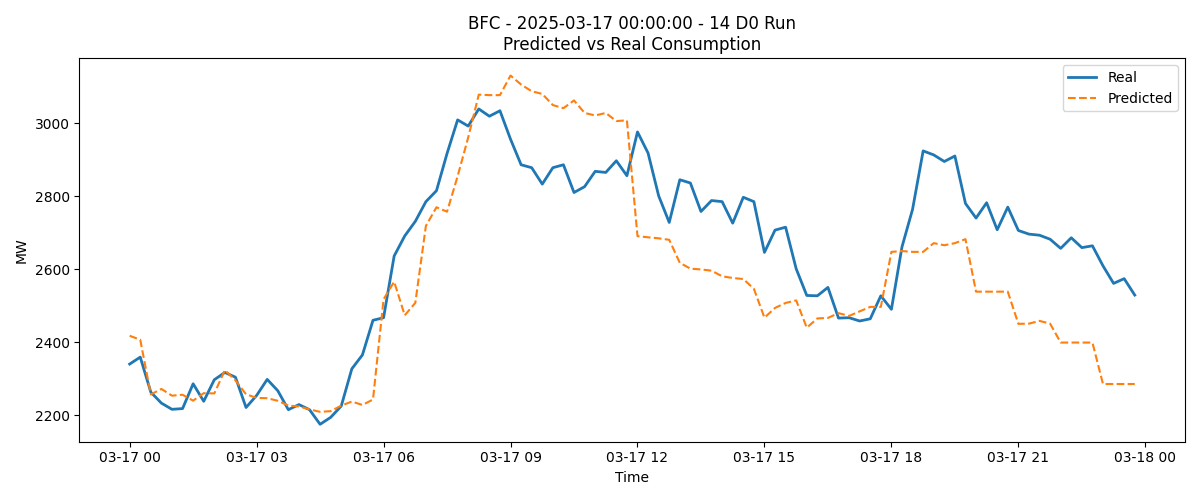 BFC - 2025-03-17 00:00:00 - 14 D0 Run
Predicted vs Real Consumption
Real
Predicted
MW
3000
2800
2600
2400
2200
03-17 00
03-17 03
03-17 06
03-17 09
03-17 12
03-17 15
03-17 18
03-17 21
03-18 00
Time